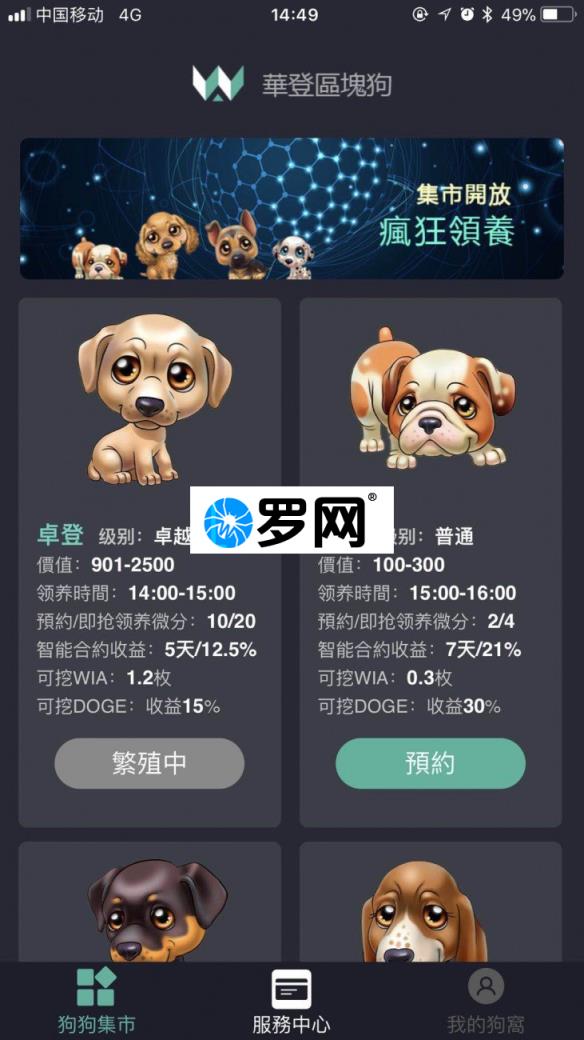 中国移动 4G 14:49 49%
華登區塊狗
集市開放
瘋狂領養
卓登 级别：卓越
價值：901-2500
领养時間：14:00-15:00
預約/即抢领养微分：10/20
智能合約收益：5天/12.5%
可挖WIA：1.2枚
可挖DOGE：收益15%
繁殖中
别：普通
價值：100-300
领养時間：15:00-16:00
預約/即抢领养微分：2/4
智能合約收益：7天/21%
可挖WIA：0.3枚
可挖DOGE：收益30%
預約
罗网®
狗狗集市
服務中心
我的狗窩